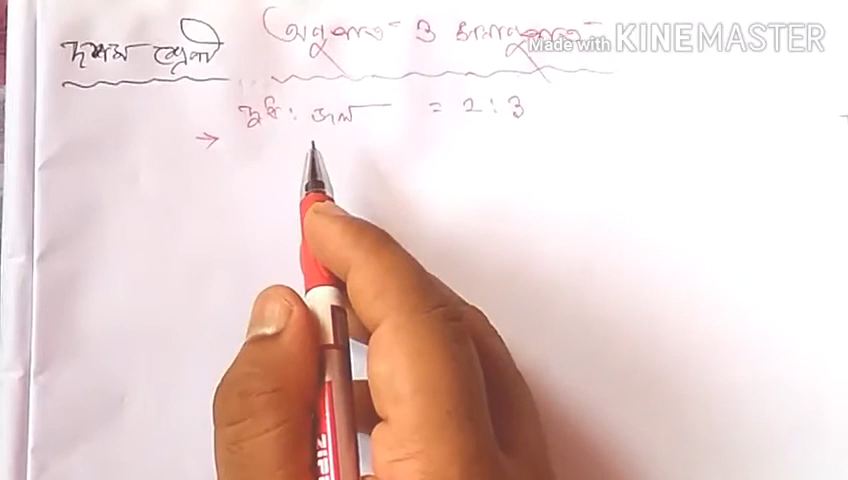 দশম শ্রেণী
অনুপাত ও সমানুপাত
Made with KINEMASTER
দুধ : জল = 2 : 3
→